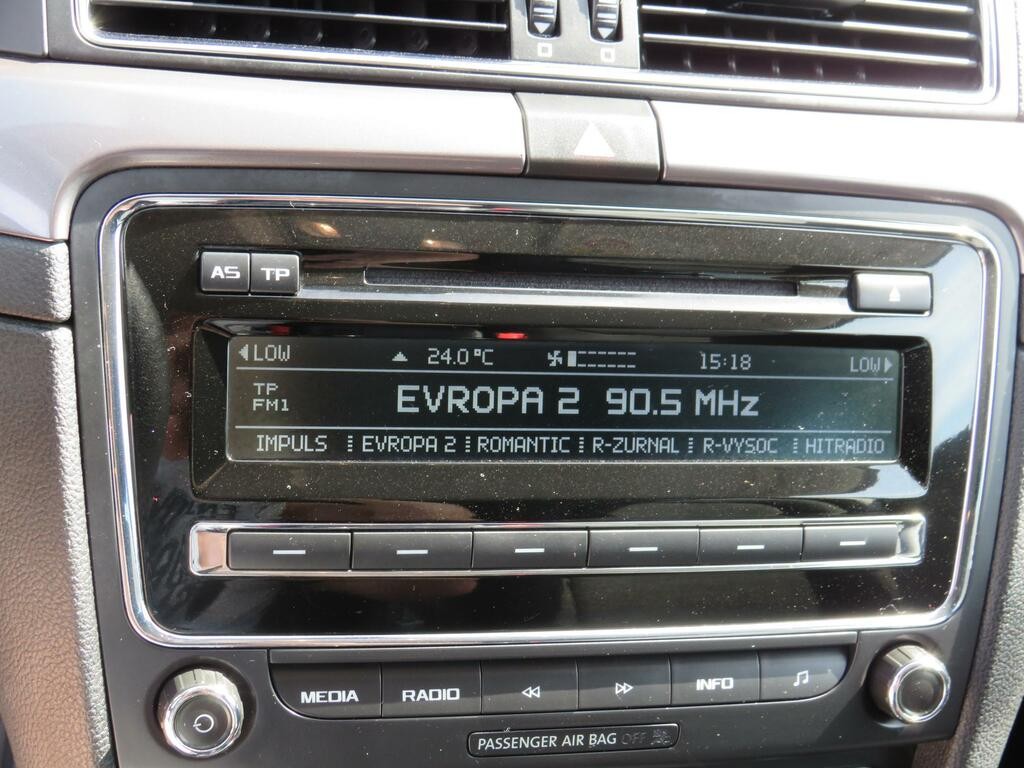 AS TP
LOW 24.0 °C 15:18 LOW
TP
FM1
EVROPA 2 90.5 MHz
IMPULS EVROPA 2 ROMANTIC R-ZURNAL R-VYSOC HITRADIO
MEDIA RADIO INFO
PASSENGER AIR BAG OFF